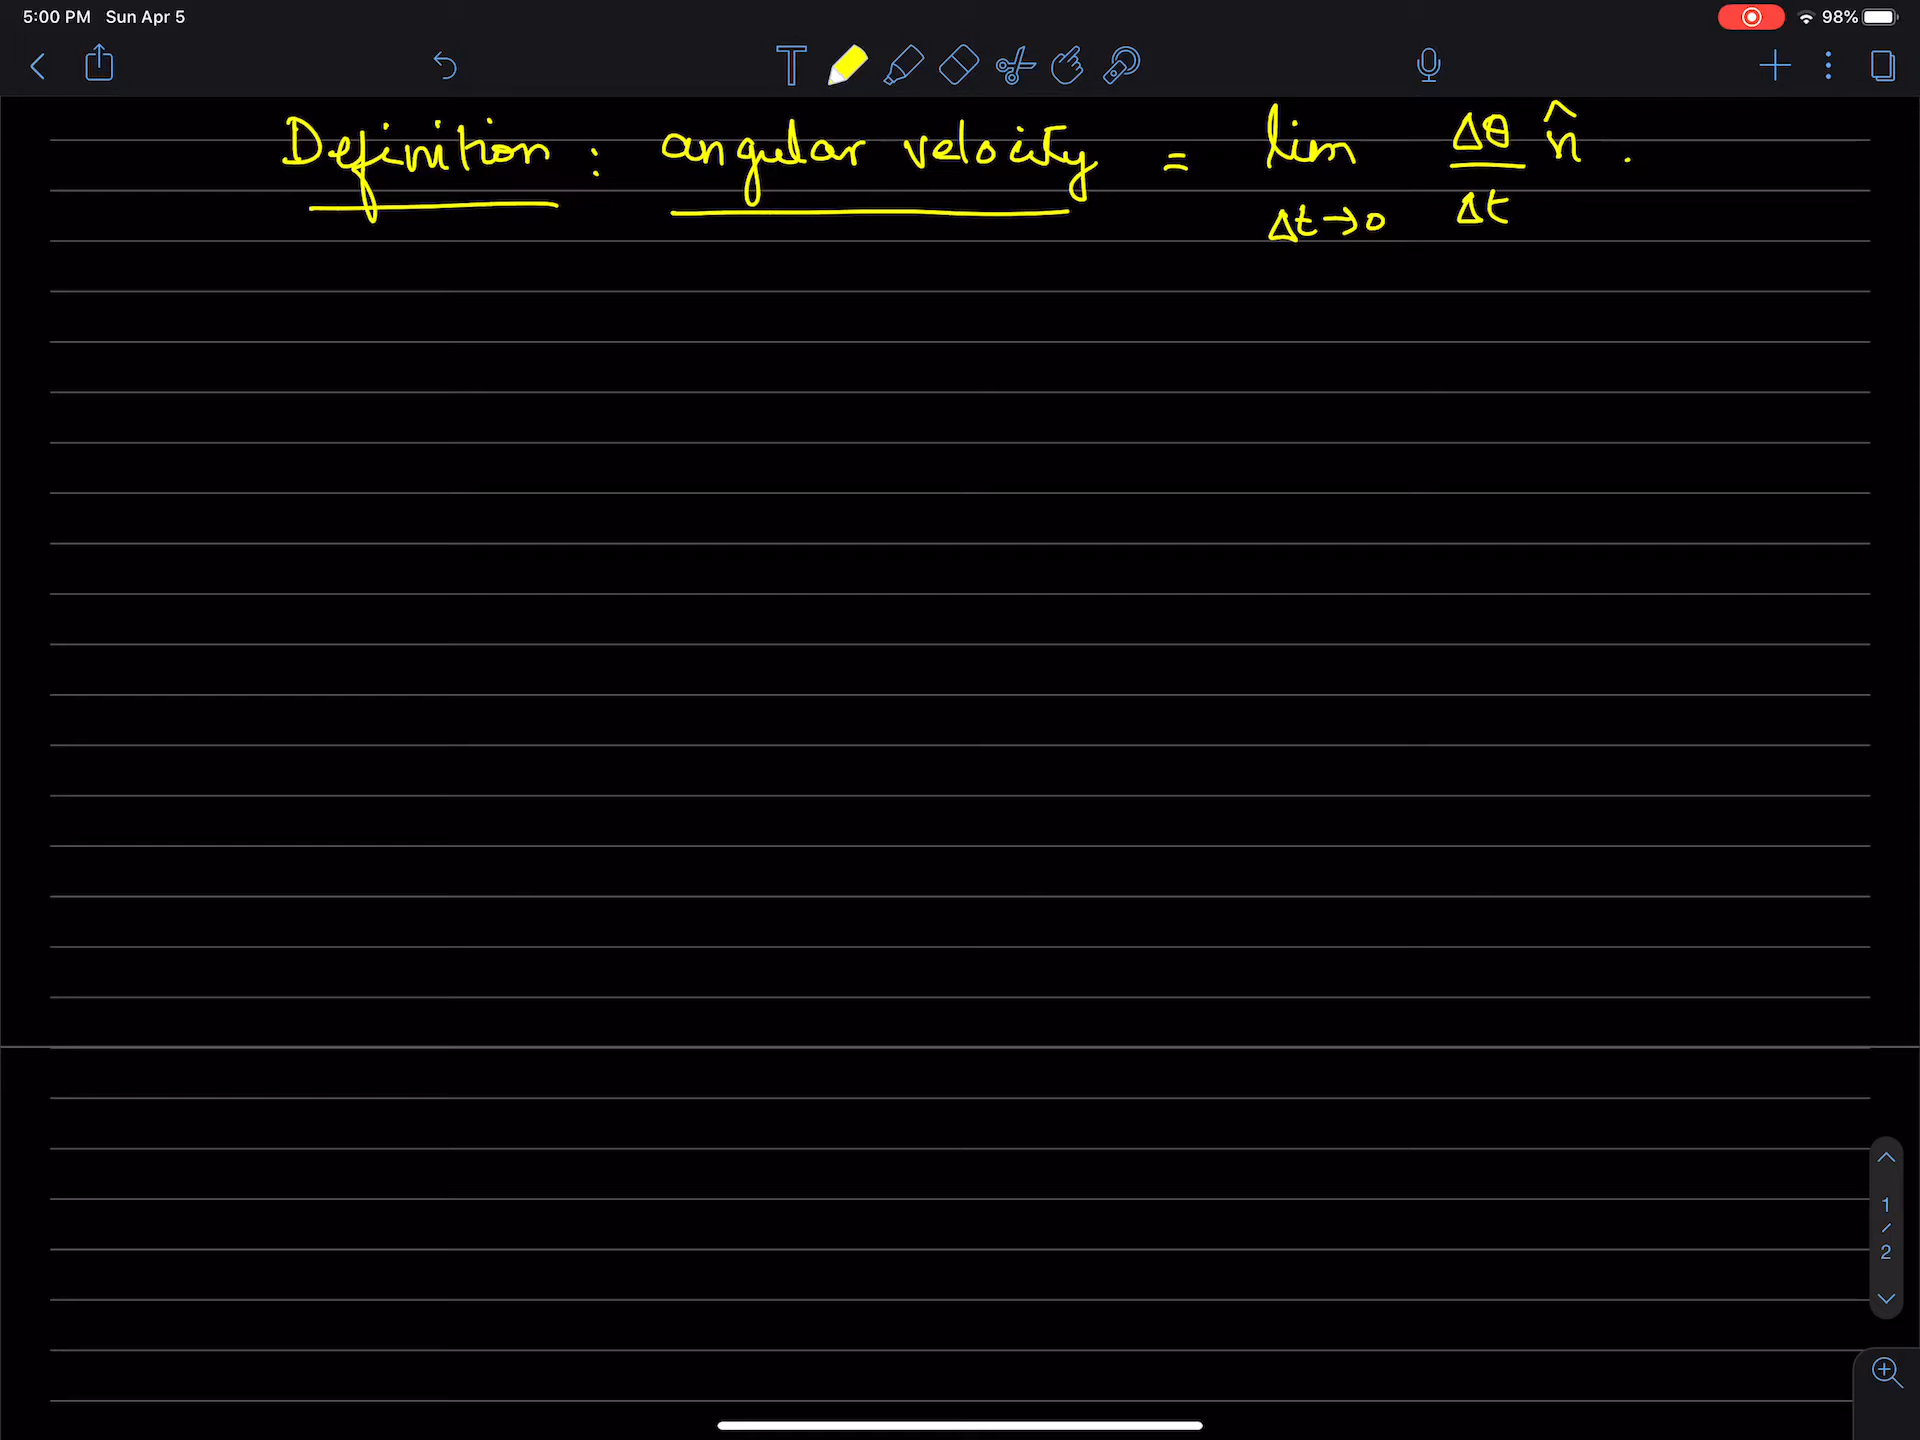 5:00 PM Sun Apr 5 98%
Definition : angular velocity = lim Δθ n̂ .
Δt→0 Δt
1
/
2